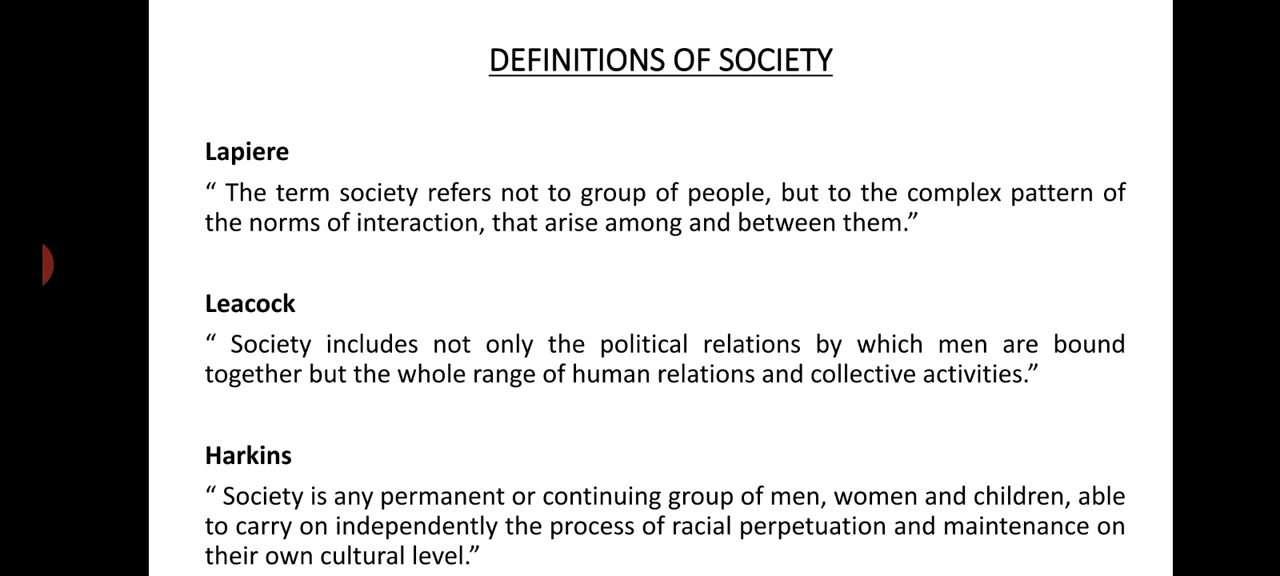 DEFINITIONS OF SOCIETY
Lapiere
“ The term society refers not to group of people, but to the complex pattern of
the norms of interaction, that arise among and between them.”
Leacock
“ Society includes not only the political relations by which men are bound
together but the whole range of human relations and collective activities.”
Harkins
“ Society is any permanent or continuing group of men, women and children, able
to carry on independently the process of racial perpetuation and maintenance on
their own cultural level.”